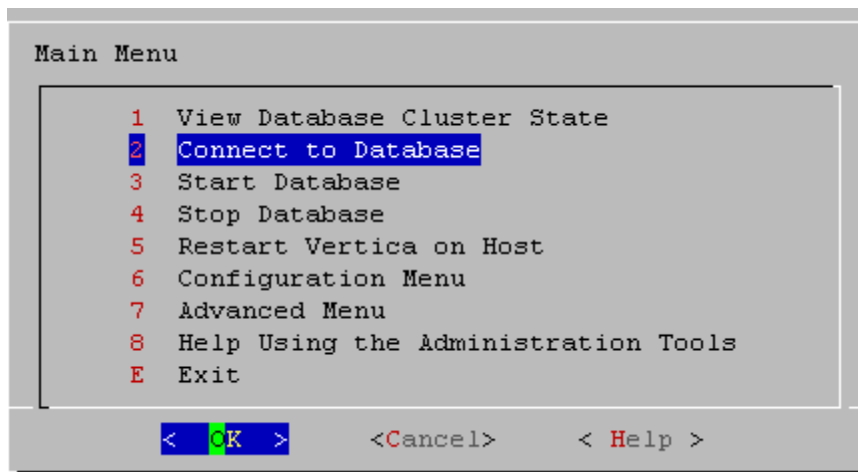 Main Menu
1 View Database Cluster State
2 Connect to Database
3 Start Database
4 Stop Database
5 Restart Vertica on Host
6 Configuration Menu
7 Advanced Menu
8 Help Using the Administration Tools
E Exit
< OK > <Cancel> < Help >